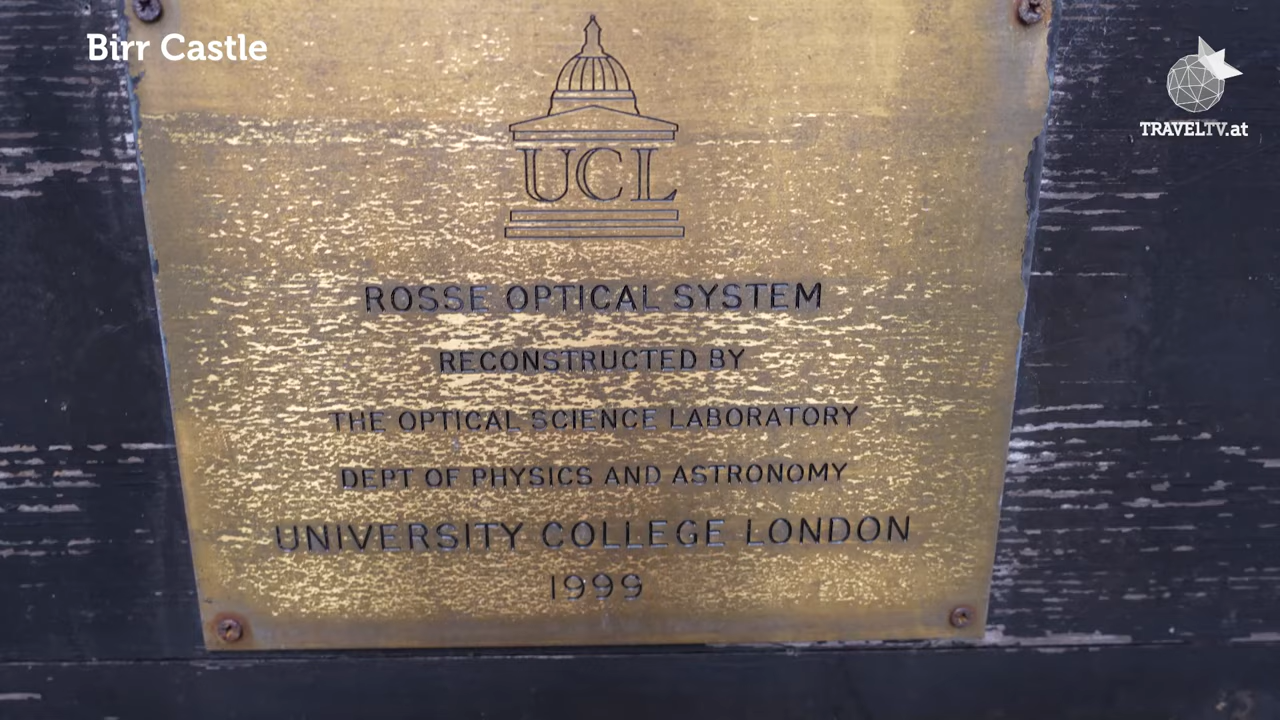 Birr Castle
TRAVELTV.at
UCL
ROSSE OPTICAL SYSTEM
RECONSTRUCTED BY
THE OPTICAL SCIENCE LABORATORY
DEPT OF PHYSICS AND ASTRONOMY
UNIVERSITY COLLEGE LONDON
1999